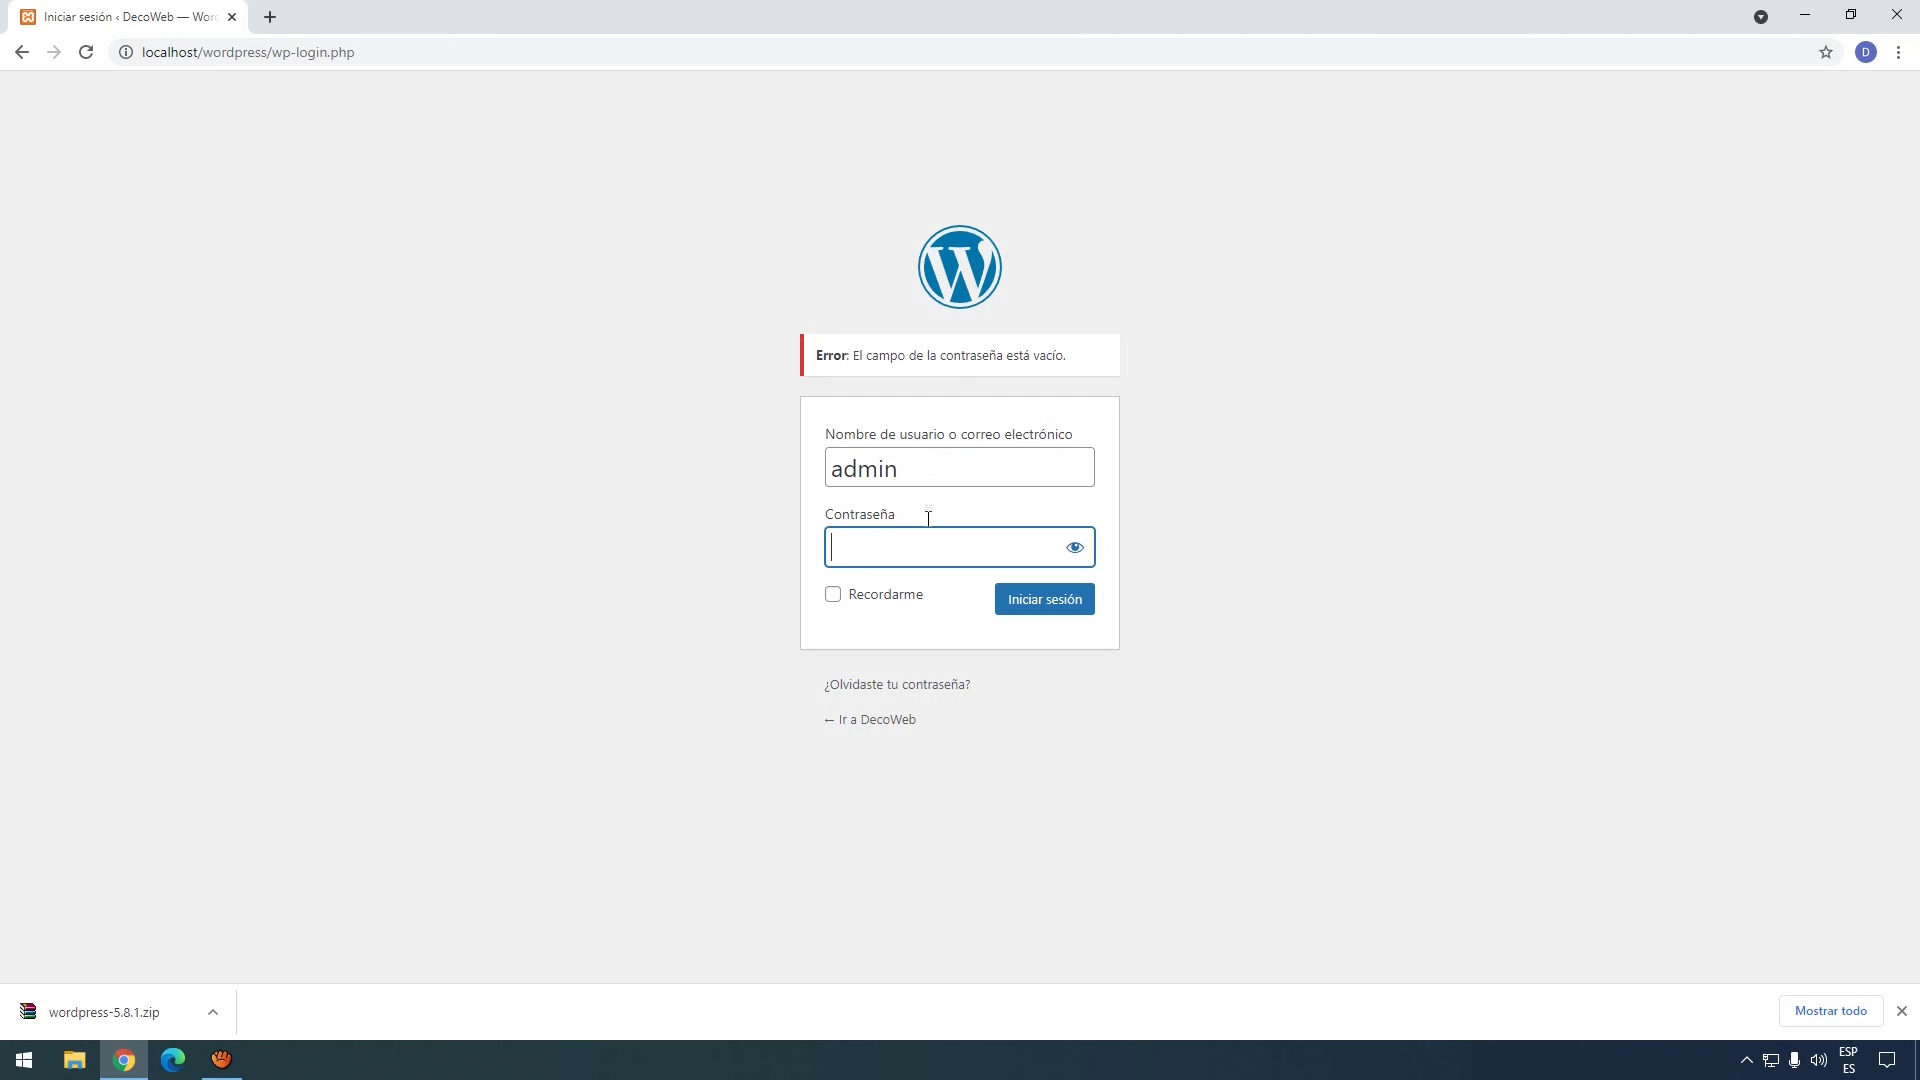 Iniciar sesión ‹ DecoWeb — Wor
localhost/wordpress/wp-login.php
D
Error: El campo de la contraseña está vacío.
Nombre de usuario o correo electrónico
admin
Contraseña
Recordarme
Iniciar sesión
¿Olvidaste tu contraseña?
← Ir a DecoWeb
wordpress-5.8.1.zip
Mostrar todo
ESP
ES